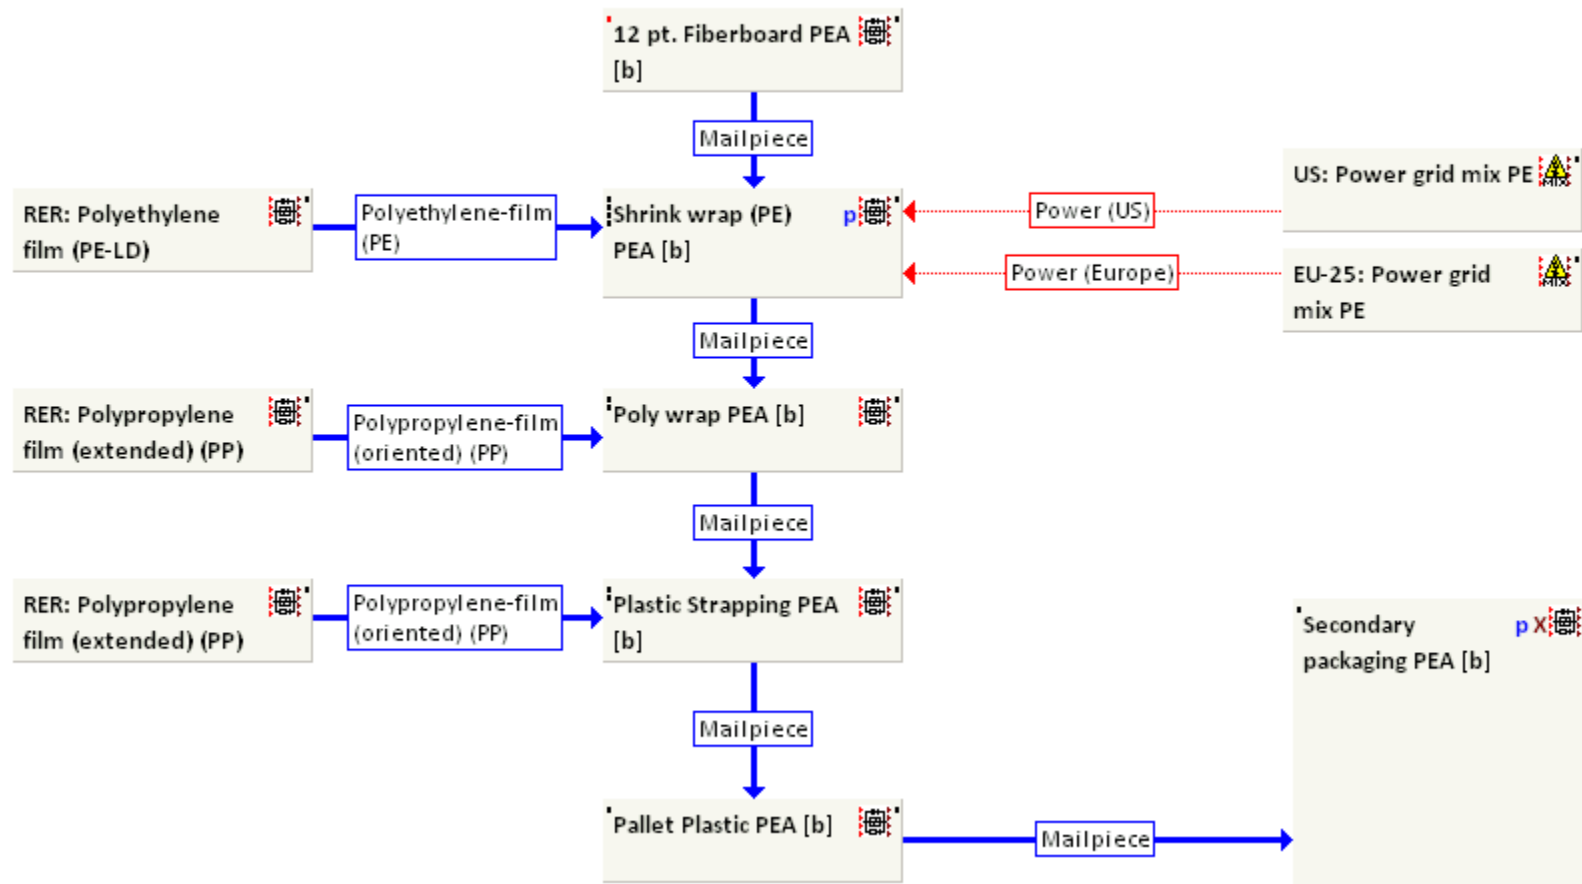 12 pt. Fiberboard PEA
[b]
Mailpiece
US: Power grid mix PE
MIX
RER: Polyethylene
film (PE-LD)
Polyethylene-film
(PE)
Shrink wrap (PE)
PEA [b]
p
Power (US)
Power (Europe)
EU-25: Power grid
mix PE
MIX
Mailpiece
RER: Polypropylene
film (extended) (PP)
Polypropylene-film
(oriented) (PP)
Poly wrap PEA [b]
Mailpiece
RER: Polypropylene
film (extended) (PP)
Polypropylene-film
(oriented) (PP)
Plastic Strapping PEA
[b]
Secondary
packaging PEA [b]
p X
Mailpiece
Pallet Plastic PEA [b]
Mailpiece